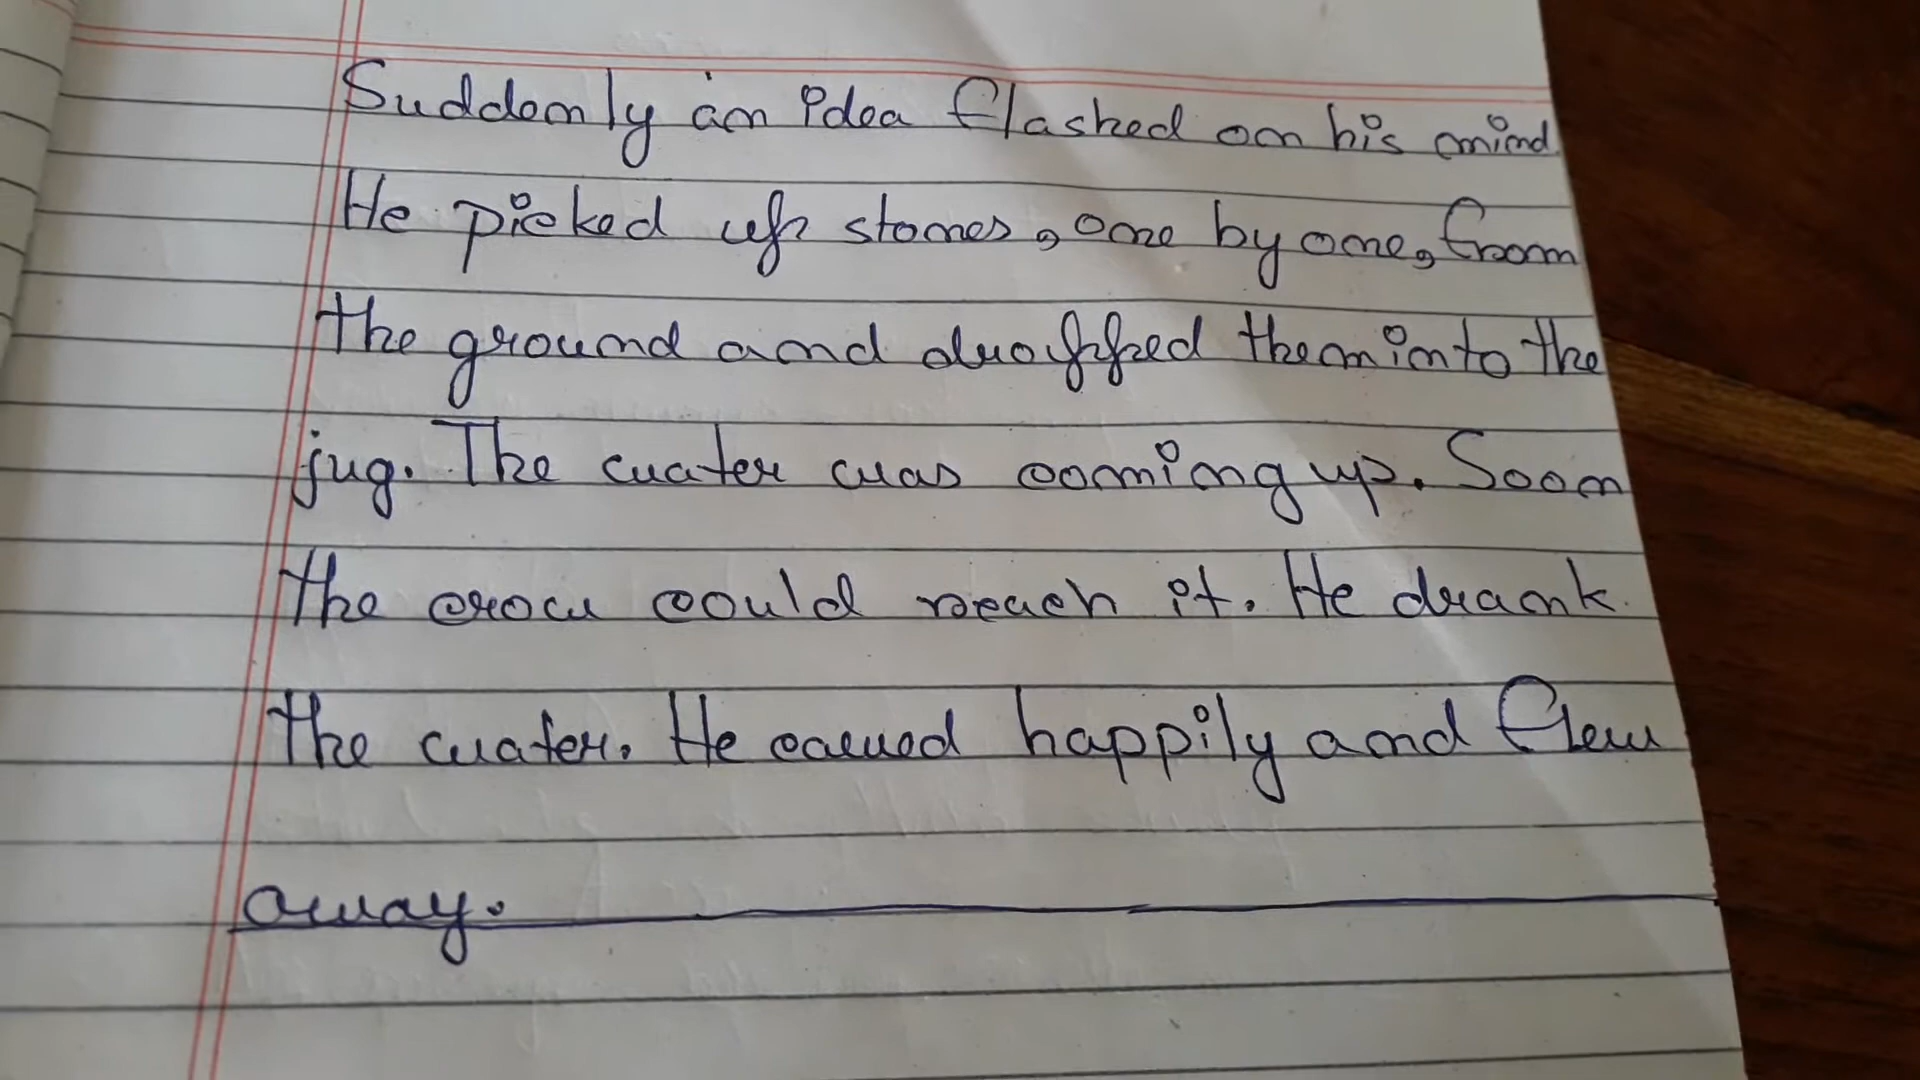 Suddenly an idea flashed on his mind
He picked up stones, one by one, from
the ground and dropped them into the
jug. The water was coming up. Soon
the crow could reach it. He drank
the water. He cawed happily and flew
away.